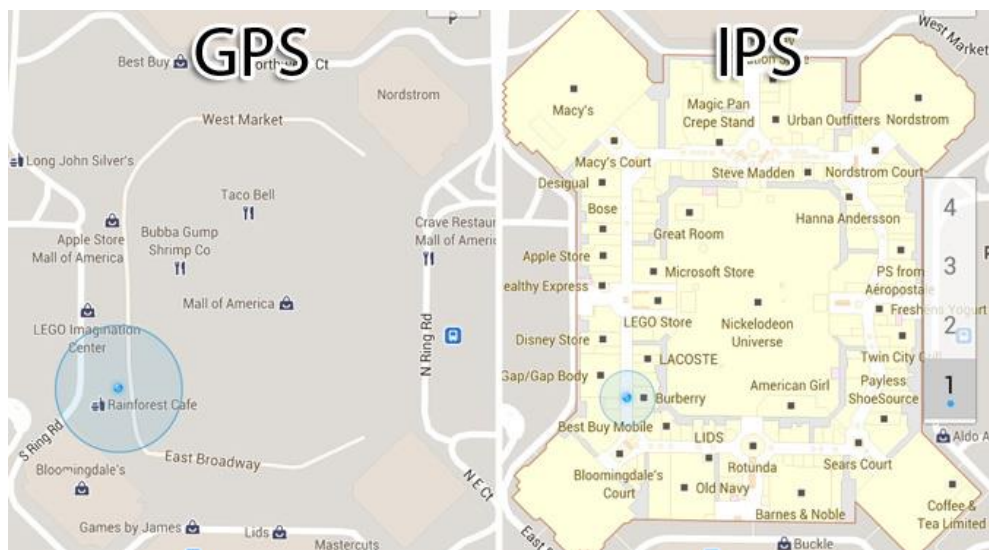 GPS
P
Best Buy
Northw
Ct
Nordstrom
West Market
Long John Silver's
Taco Bell
Apple Store
Mall of America
Bubba Gump
Shrimp Co
Crave Restau
Mall of Americ
Mall of America
LEGO Imagination
Center
N Ring Rd
Rainforest Cafe
S Ring Rd
East Broadway
Bloomingdale's
N E Ct
Games by James
Lids
Mastercuts
IPS
West Market
Macy's
Magic Pan
Crepe Stand
Urban Outfitters
Nordstrom
Macy's Court
Steve Madden
Nordstrom Court
Desigual
Bose
Hanna Andersson
Great Room
Apple Store
Microsoft Store
PS from
Aéropostale
ealthy Express
LEGO Store
Freshëns Yogurt
Nickelodeon
Universe
Disney Store
LACOSTE
Twin City
Gap/Gap Body
American Girl
Payless
ShoeSource
Burberry
Best Buy Mobile
LIDS
Rotunda
Sears Court
Aldo A
Bloomingdale's
Court
Old Navy
Barnes & Noble
Coffee &
Tea Limited
East
Buckle
4
3
2
1